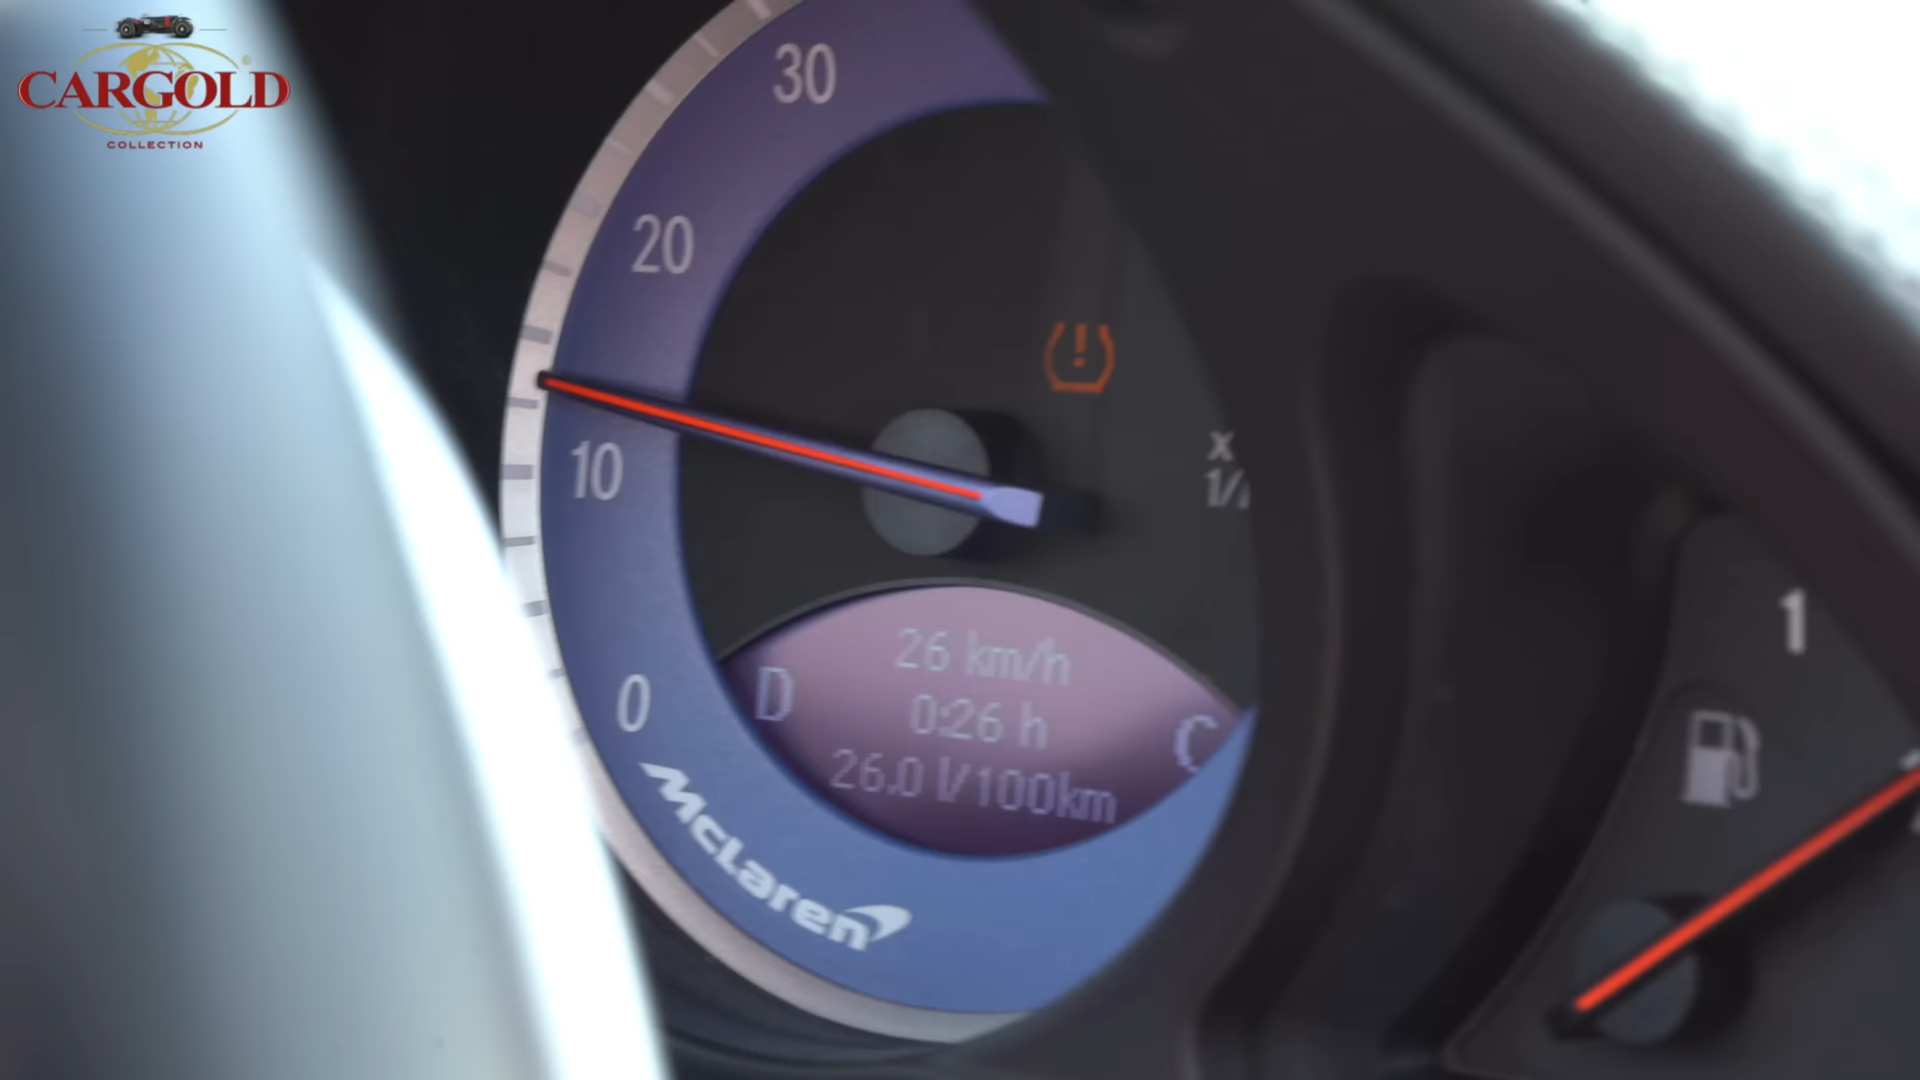 CARGOLD
COLLECTION
30
20
10
0
26 km/h
D
0:26 h
C
26.0 l/100km
McLaren
x
1